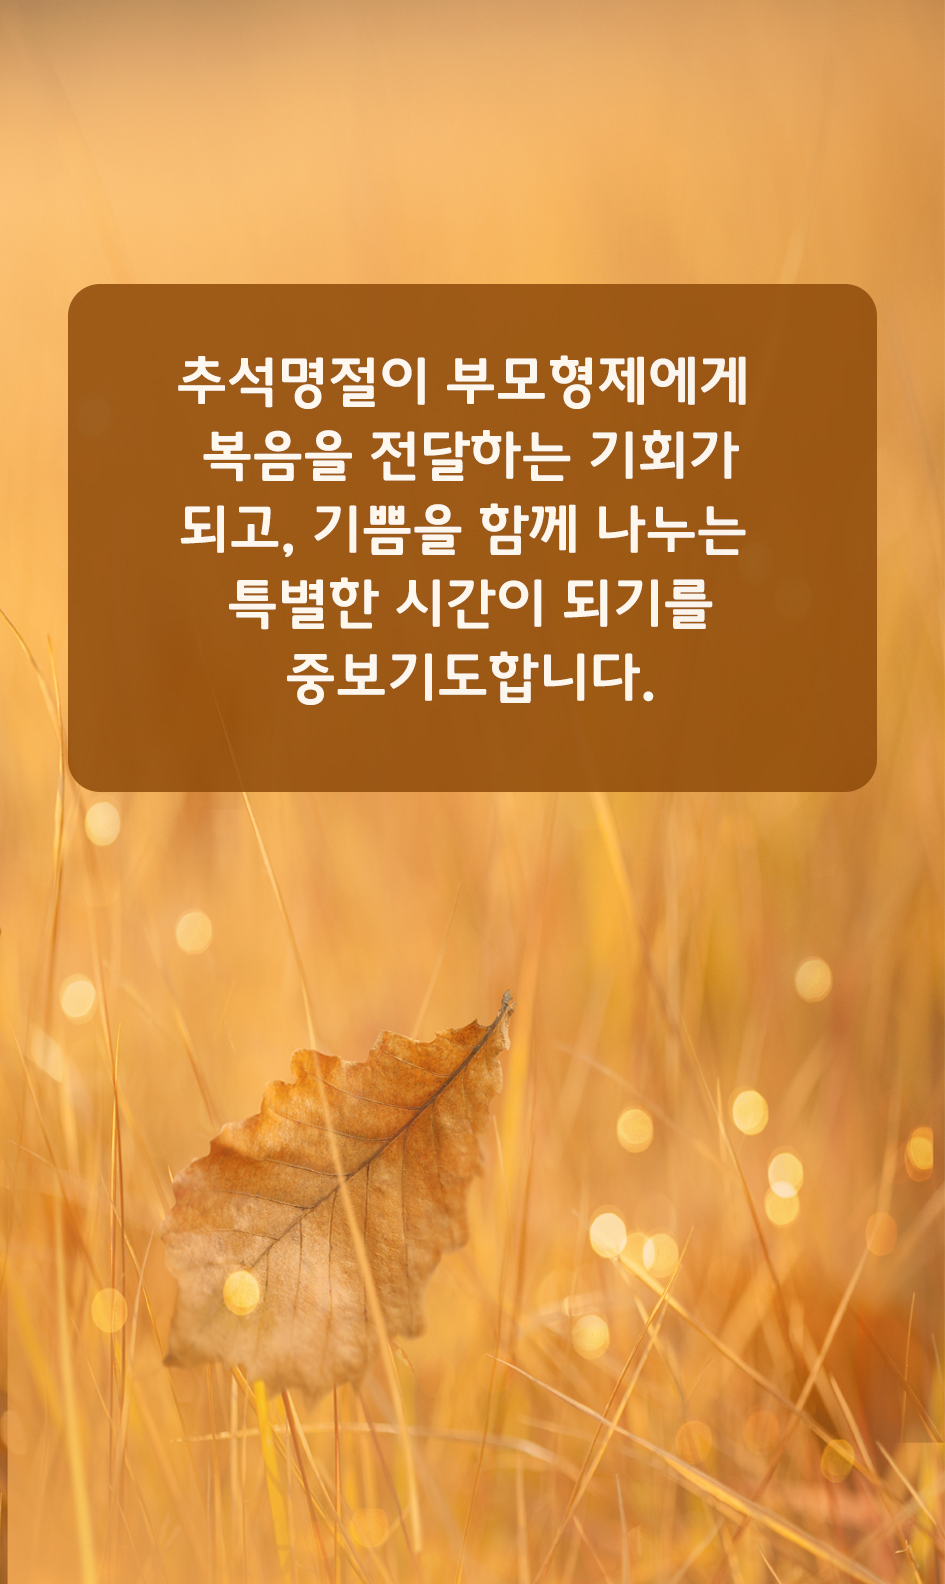 추석명절이 부모형제에게
복음을 전달하는 기회가
되고, 기쁨을 함께 나누는
특별한 시간이 되기를
중보기도합니다.